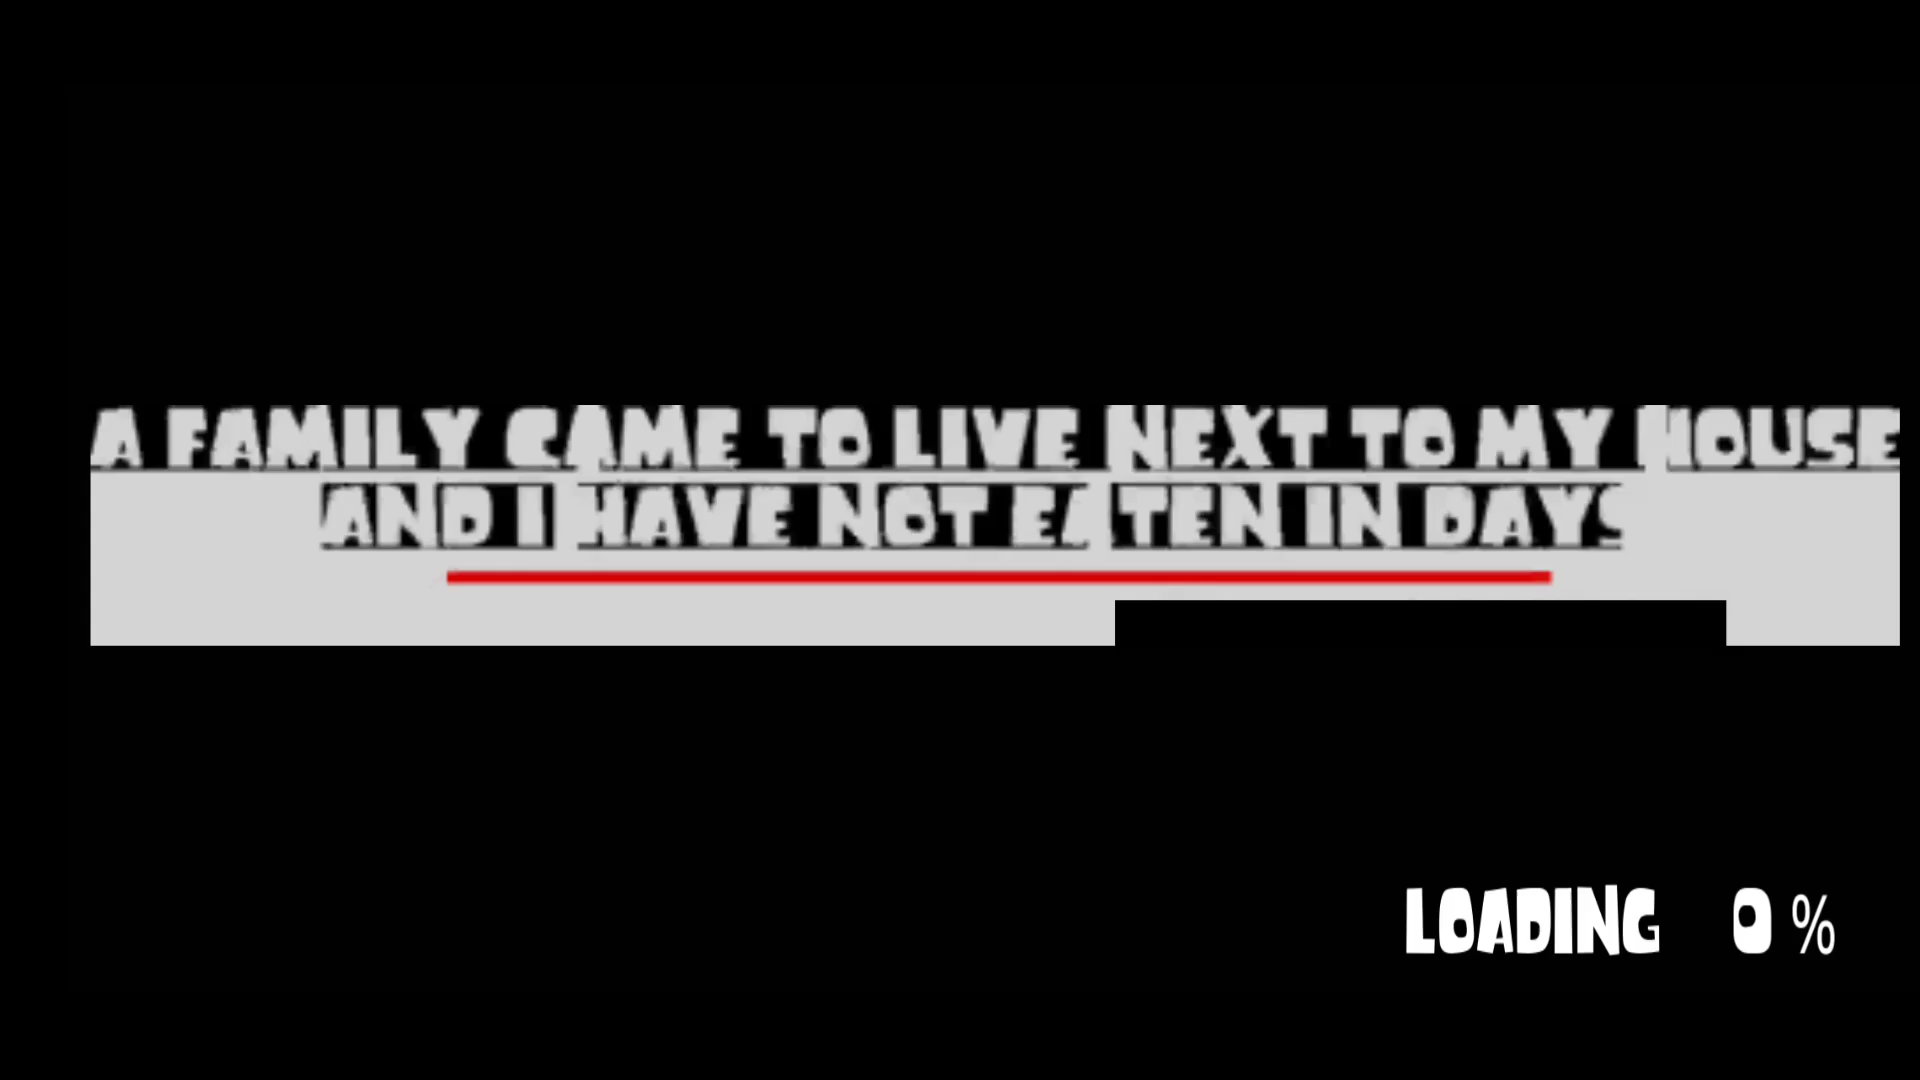 A FAMILY CAME TO LIVE NEXT TO MY HOUSE
AND I HAVE NOT EATEN IN DAYS
LOADING 0 %